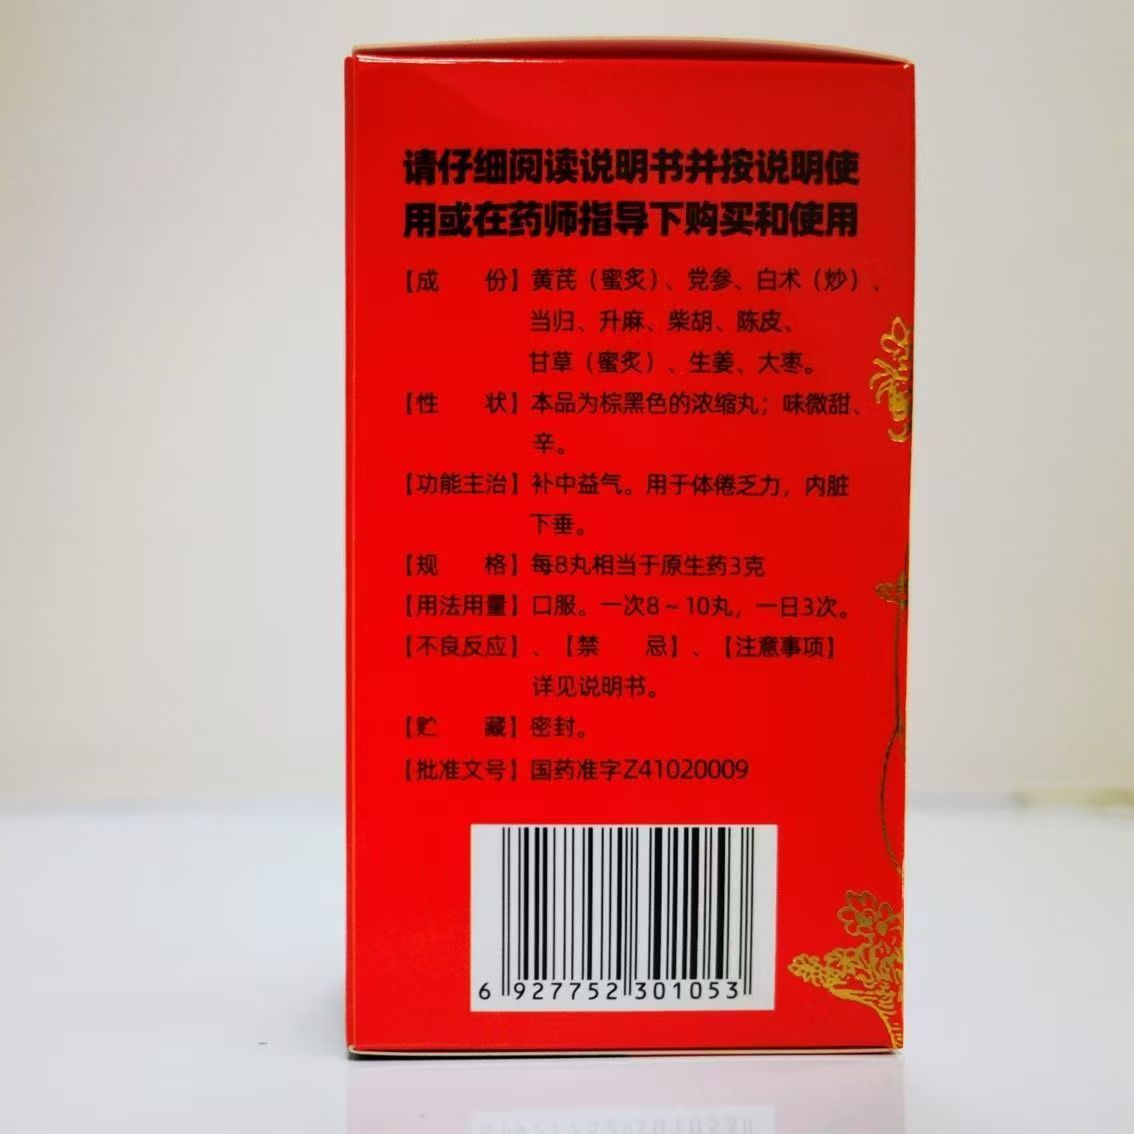 请仔细阅读说明书并按说明使
用或在药师指导下购买和使用
【成　份】黄芪（蜜炙）、党参、白术（炒）、
当归、升麻、柴胡、陈皮、
甘草（蜜炙）、生姜、大枣。
【性　状】本品为棕黑色的浓缩丸；味微甜、
辛。
【功能主治】补中益气。用于体倦乏力，内脏
下垂。
【规　格】每8丸相当于原生药3克
【用法用量】口服。一次8～10丸，一日3次。
【不良反应】、【禁　忌】、【注意事项】
详见说明书。
【贮　藏】密封。
【批准文号】国药准字Z41020009
6 927752 301053